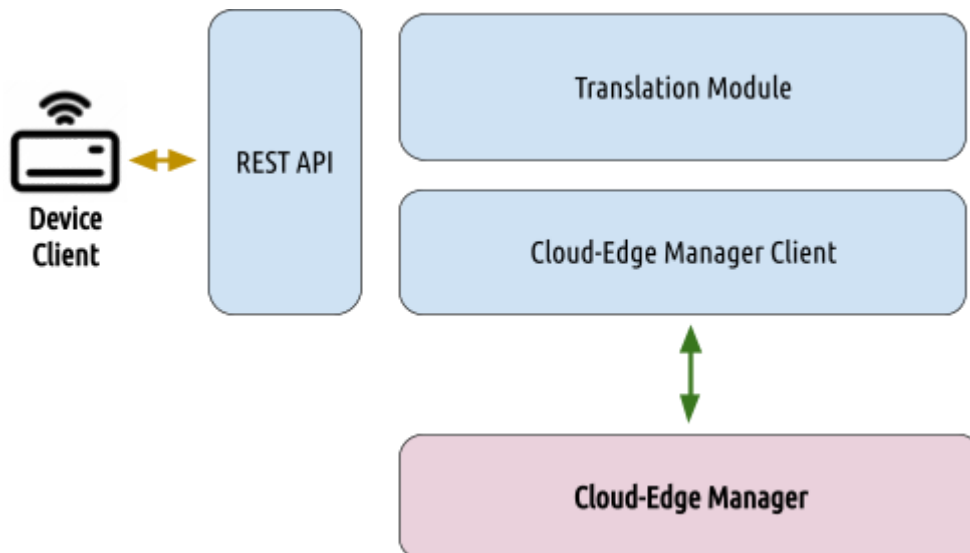 Translation Module
REST API
Device
Client
Cloud-Edge Manager Client
Cloud-Edge Manager